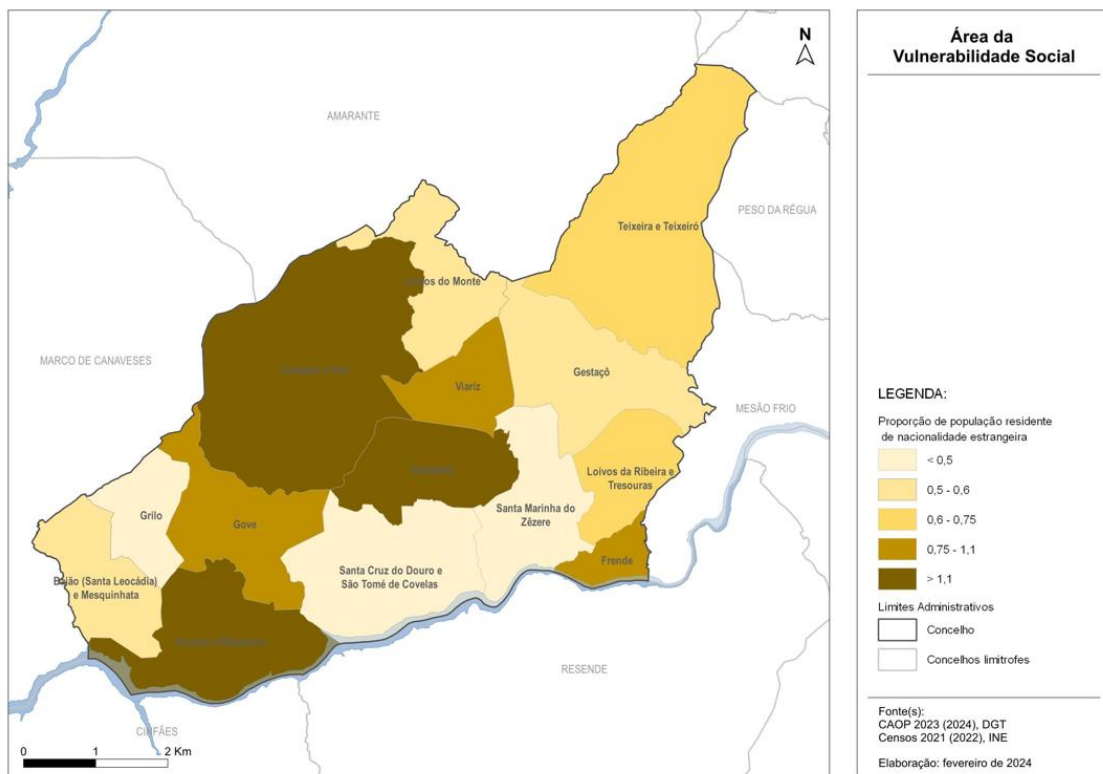 N
AMARANTE
PESO DA RÉGUA
Teixeira e Teixeiró
do Monte
MARCO DE CANAVESES
Viariz
Gestaçô
MESÃO FRIO
Loivos da Ribeira e
Tresouras
Santa Marinha do
Zêzere
Grilo
Gove
Frende
Santa Cruz do Douro e
São Tomé de Covelas
Baião (Santa Leocádia)
e Mesquinhata
RESENDE
CINFÃES
0 1 2 Km
Área da
Vulnerabilidade Social
LEGENDA:
Proporção de população residente
de nacionalidade estrangeira
< 0,5
0,5 - 0,6
0,6 - 0,75
0,75 - 1,1
> 1,1
Limites Administrativos
Concelho
Concelhos limítrofes
Fonte(s):
CAOP 2023 (2024), DGT
Censos 2021 (2022), INE
Elaboração: fevereiro de 2024